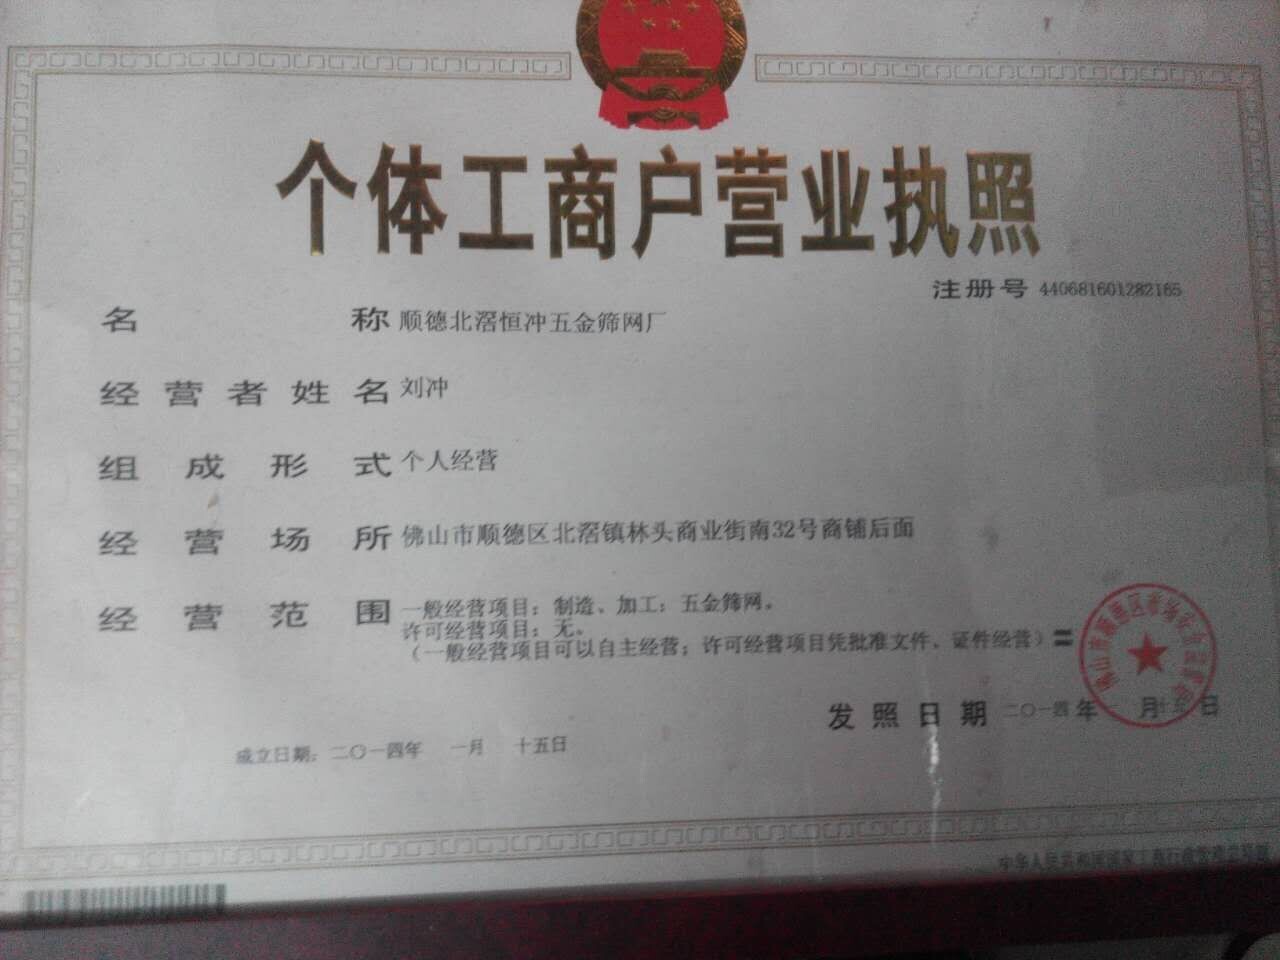 个体工商户营业执照
注册号 440681601282165
名称 顺德北滘恒冲五金筛网厂
经营者姓名 刘冲
组成形式 个人经营
经营场所 佛山市顺德区北滘镇林头商业街南32号商铺后面
经营范围 一般经营项目：制造、加工：五金筛网。
许可经营项目：无。
（一般经营项目可以自主经营；许可经营项目凭批准文件、证件经营）〓
发照日期 二〇一四年 月 日
成立日期：二〇一四年 一月 十五日